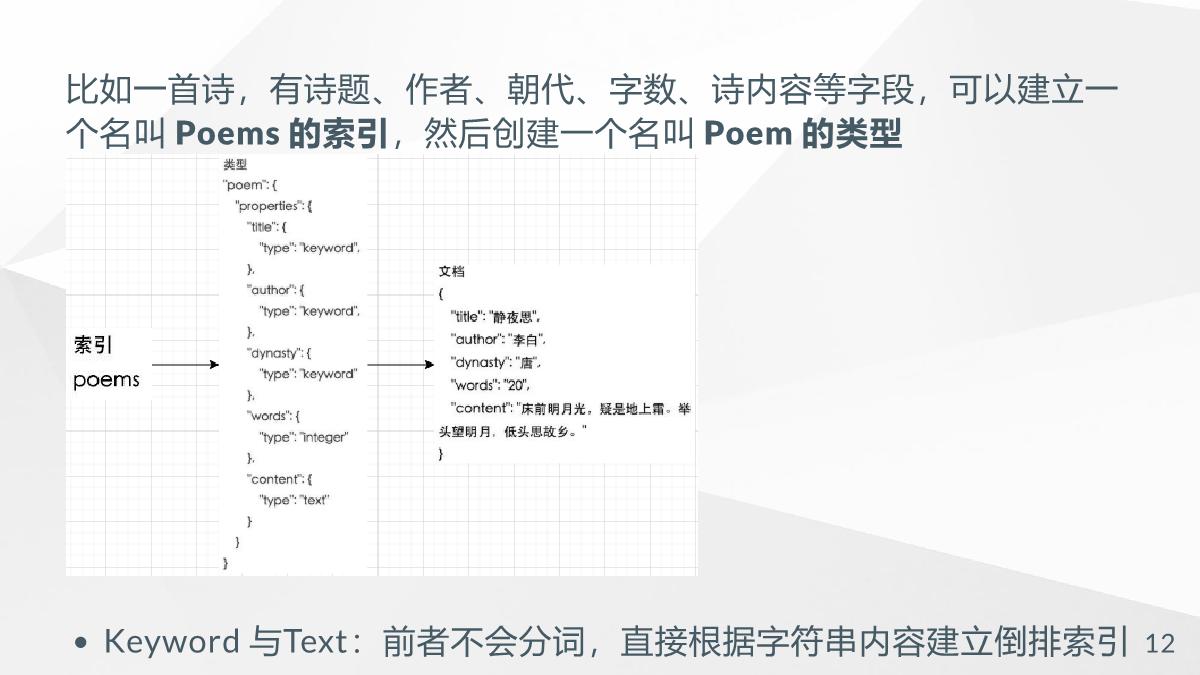 比如一首诗，有诗题、作者、朝代、字数、诗内容等字段，可以建立一
个名叫 Poems 的索引，然后创建一个名叫 Poem 的类型
索引
poems
类型
"poem": {
"properties": {
"title": {
"type": "keyword",
},
"author": {
"type": "keyword",
},
"dynasty": {
"type": "keyword"
},
"words": {
"type": "integer"
},
"content": {
"type": "text"
}
}
}
文档
{
"title": "静夜思",
"author": "李白",
"dynasty": "唐",
"words": "20",
"content": "床前明月光，疑是地上霜。举
头望明月，低头思故乡。"
}
• Keyword 与Text：前者不会分词，直接根据字符串内容建立倒排索引
12